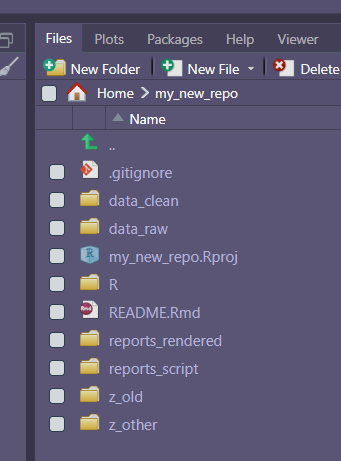 Files Plots Packages Help Viewer
New Folder New File Delete
Home my_new_repo
Name
..
.gitignore
data_clean
data_raw
my_new_repo.Rproj
R
README.Rmd
reports_rendered
reports_script
z_old
z_other